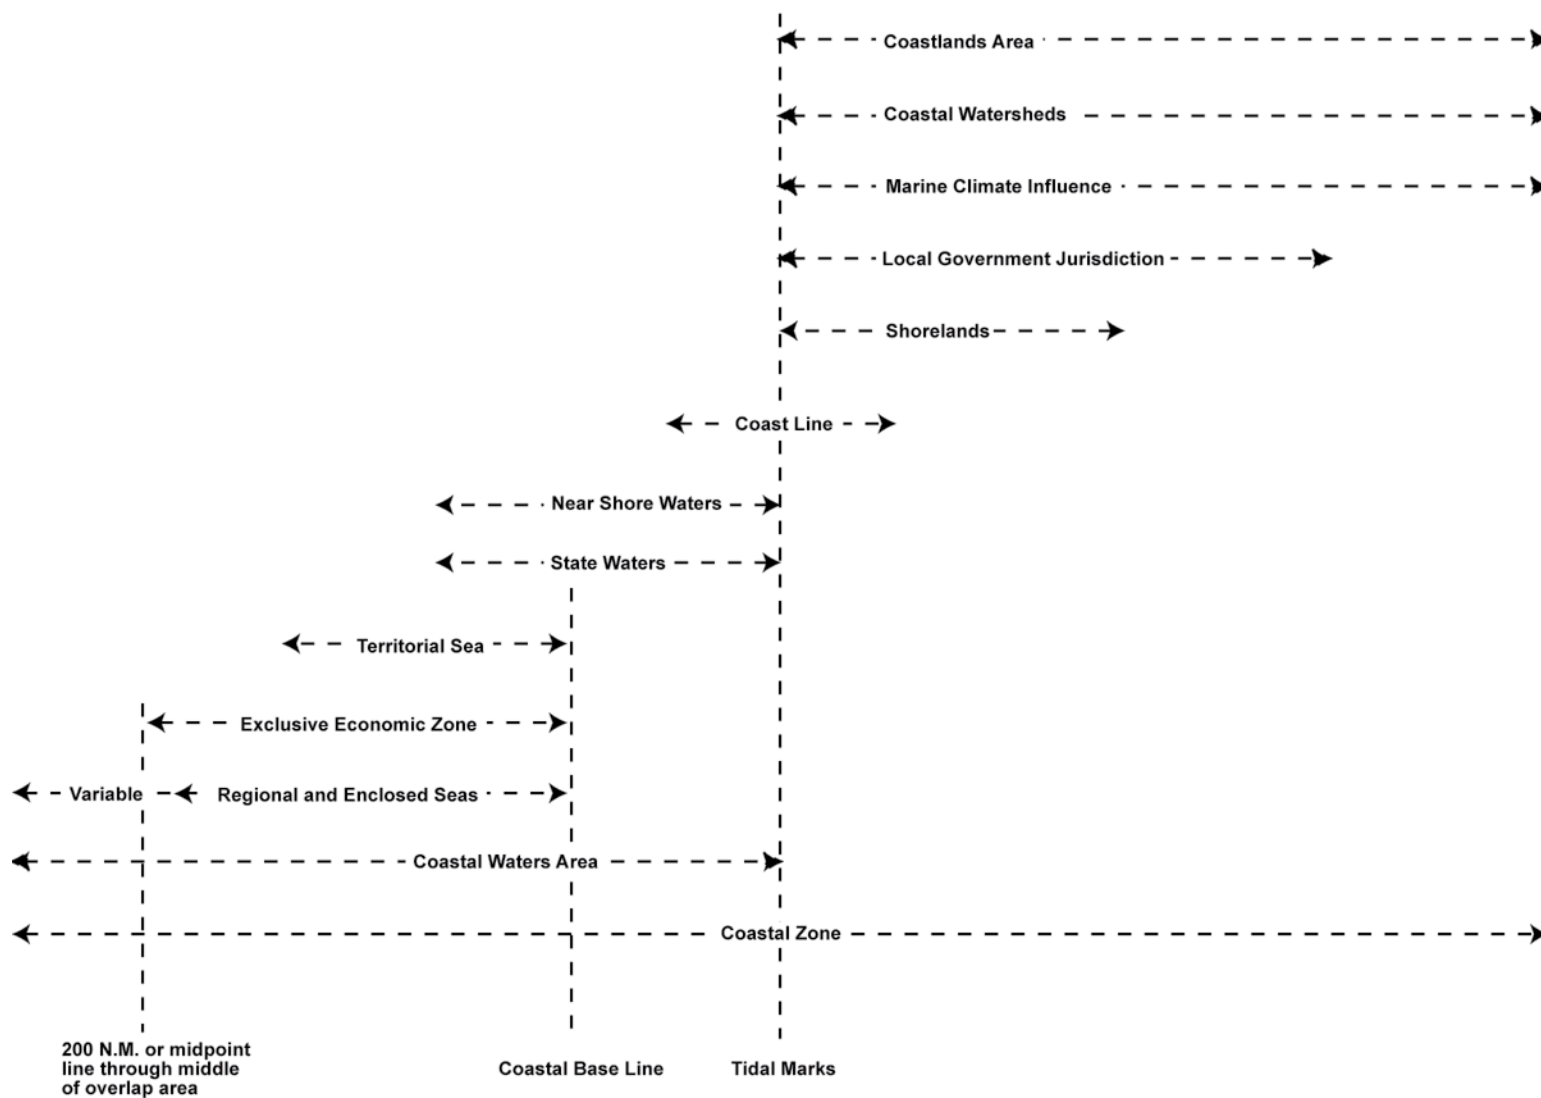 Coastlands Area
Coastal Watersheds
Marine Climate Influence
Local Government Jurisdiction
Shorelands
Coast Line
Near Shore Waters
State Waters
Territorial Sea
Exclusive Economic Zone
Variable
Regional and Enclosed Seas
Coastal Waters Area
Coastal Zone
200 N.M. or midpoint
line through middle
of overlap area
Coastal Base Line
Tidal Marks